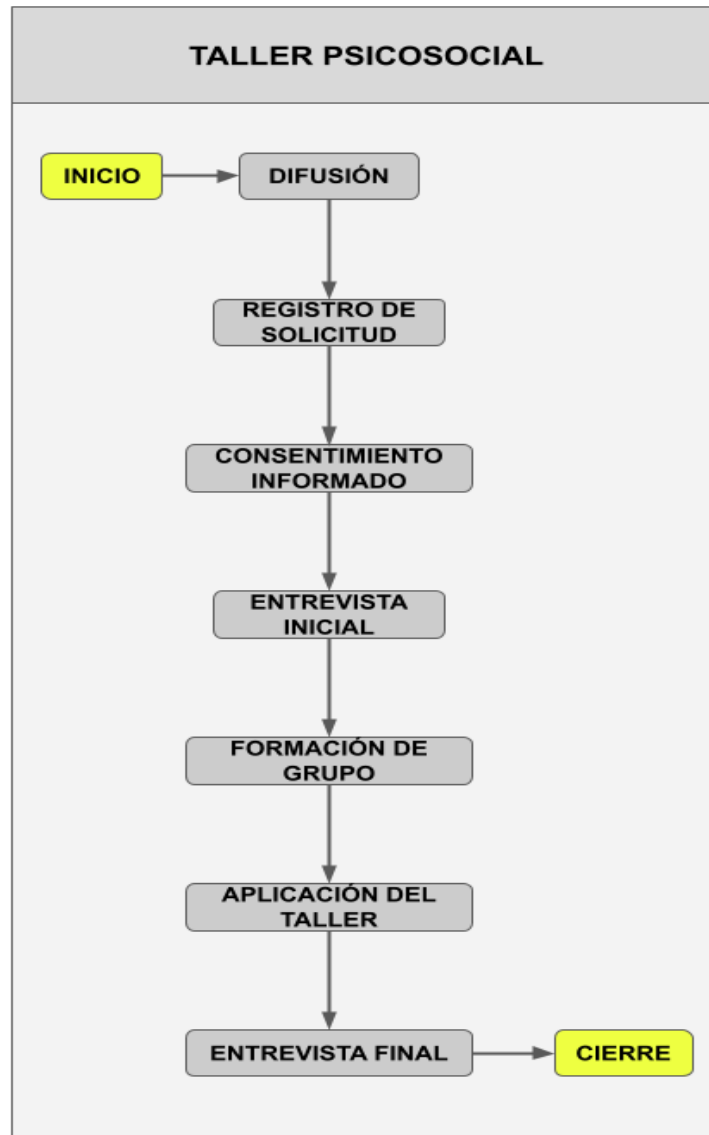 TALLER PSICOSOCIAL
INICIO
DIFUSIÓN
REGISTRO DE
SOLICITUD
CONSENTIMIENTO
INFORMADO
ENTREVISTA
INICIAL
FORMACIÓN DE
GRUPO
APLICACIÓN DEL
TALLER
ENTREVISTA FINAL
CIERRE